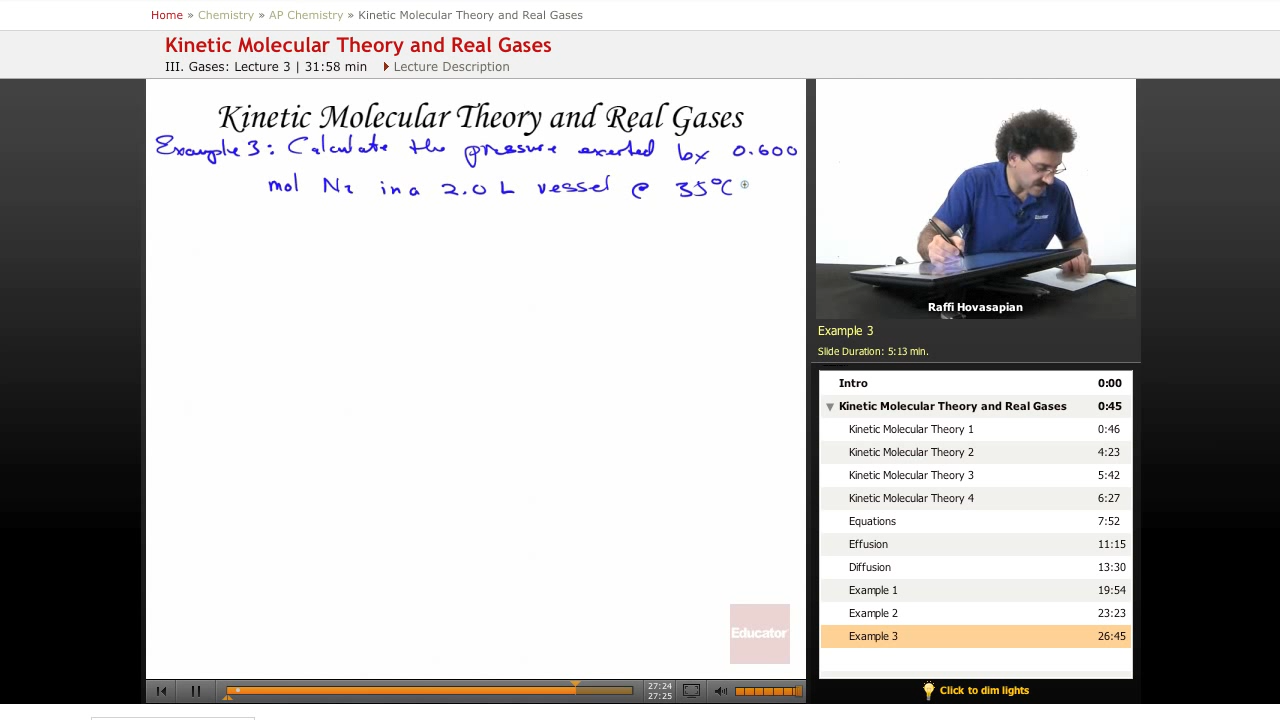 Home » Chemistry » AP Chemistry » Kinetic Molecular Theory and Real Gases
Kinetic Molecular Theory and Real Gases
III. Gases: Lecture 3 | 31:58 min Lecture Description
Kinetic Molecular Theory and Real Gases
Example 3: Calculate the pressure exerted by 0.600
mol N2 in a 2.0 L vessel @ 35°C
Educator
27:24
27:25
Raffi Hovasapian
Example 3
Slide Duration: 5:13 min.
Intro 0:00
Kinetic Molecular Theory and Real Gases 0:45
Kinetic Molecular Theory 1 0:46
Kinetic Molecular Theory 2 4:23
Kinetic Molecular Theory 3 5:42
Kinetic Molecular Theory 4 6:27
Equations 7:52
Effusion 11:15
Diffusion 13:30
Example 1 19:54
Example 2 23:23
Example 3 26:45
Click to dim lights